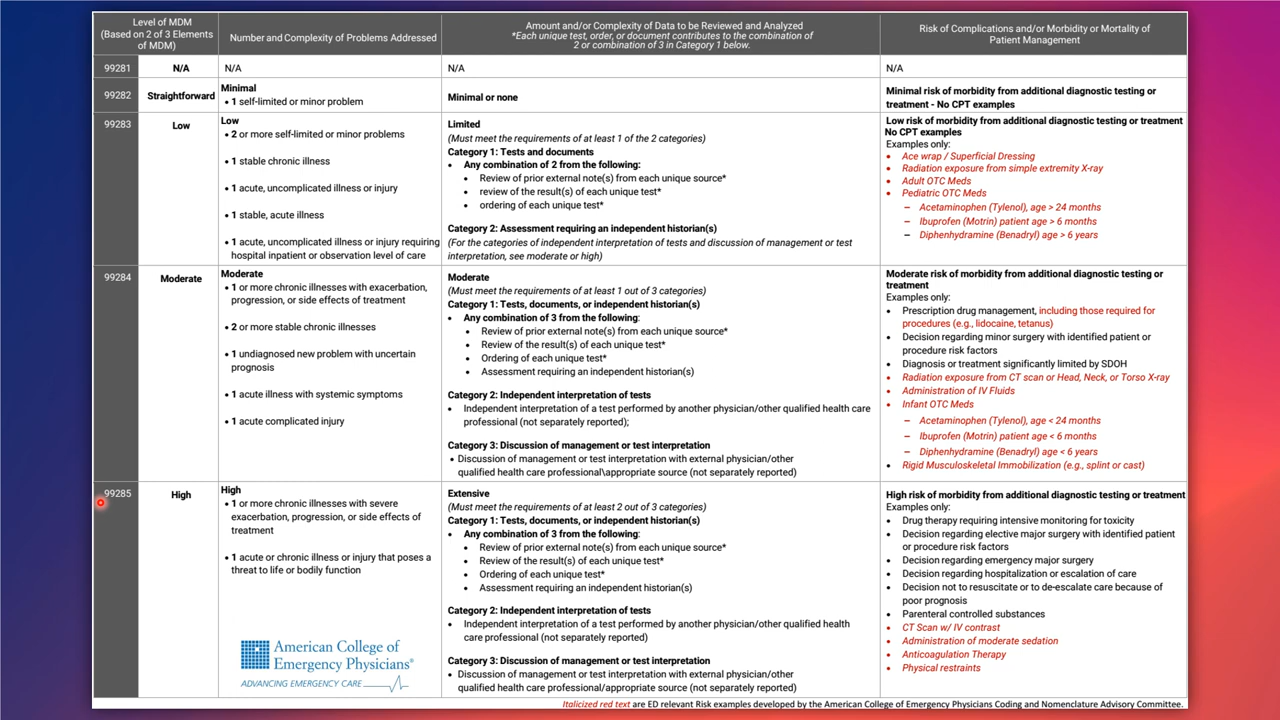 Level of MDM
(Based on 2 of 3 Elements
of MDM)
Number and Complexity of Problems Addressed
Amount and/or Complexity of Data to be Reviewed and Analyzed
*Each unique test, order, or document contributes to the combination of
2 or combination of 3 in Category 1 below.
Risk of Complications and/or Morbidity or Mortality of
Patient Management
99281
N/A
N/A
N/A
N/A
99282
Straightforward
Minimal
• 1 self-limited or minor problem
Minimal or none
Minimal risk of morbidity from additional diagnostic testing or
treatment - No CPT examples
99283
Low
Low
• 2 or more self-limited or minor problems
• 1 stable chronic illness
• 1 acute, uncomplicated illness or injury
• 1 stable, acute illness
• 1 acute, uncomplicated illness or injury requiring
hospital inpatient or observation level of care
Limited
(Must meet the requirements of at least 1 of the 2 categories)
Category 1: Tests and documents
• Any combination of 2 from the following:
• Review of prior external note(s) from each unique source*
• review of the result(s) of each unique test*
• ordering of each unique test*
Category 2: Assessment requiring an independent historian(s)
(For the categories of independent interpretation of tests and discussion of management or test
interpretation, see moderate or high)
Low risk of morbidity from additional diagnostic testing or treatment
No CPT examples
Examples only:
• Ace wrap / Superficial Dressing
• Radiation exposure from simple extremity X-ray
• Adult OTC Meds
• Pediatric OTC Meds
– Acetaminophen (Tylenol), age > 24 months
– Ibuprofen (Motrin) patient age > 6 months
– Diphenhydramine (Benadryl) age > 6 years
99284
Moderate
Moderate
• 1 or more chronic illnesses with exacerbation,
progression, or side effects of treatment
• 2 or more stable chronic illnesses
• 1 undiagnosed new problem with uncertain
prognosis
• 1 acute illness with systemic symptoms
• 1 acute complicated injury
Moderate
(Must meet the requirements of at least 1 out of 3 categories)
Category 1: Tests, documents, or independent historian(s)
• Any combination of 3 from the following:
• Review of prior external note(s) from each unique source*
• Review of the result(s) of each unique test*
• Ordering of each unique test*
• Assessment requiring an independent historian(s)
Category 2: Independent interpretation of tests
• Independent interpretation of a test performed by another physician/other qualified health care
professional (not separately reported);
Category 3: Discussion of management or test interpretation
• Discussion of management or test interpretation with external physician/other
qualified health care professional\appropriate source (not separately reported)
Moderate risk of morbidity from additional diagnostic testing or
treatment
Examples only:
• Prescription drug management, including those required for
procedures (e.g., lidocaine, tetanus)
• Decision regarding minor surgery with identified patient or
procedure risk factors
• Diagnosis or treatment significantly limited by SDOH
• Radiation exposure from CT scan or Head, Neck, or Torso X-ray
• Administration of IV Fluids
• Infant OTC Meds
– Acetaminophen (Tylenol), age < 24 months
– Ibuprofen (Motrin) patient age < 6 months
– Diphenhydramine (Benadryl) age < 6 years
• Rigid Musculoskeletal Immobilization (e.g., splint or cast)
99285
High
High
• 1 or more chronic illnesses with severe
exacerbation, progression, or side effects of
treatment
• 1 acute or chronic illness or injury that poses a
threat to life or bodily function
Extensive
(Must meet the requirements of at least 2 out of 3 categories)
Category 1: Tests, documents, or independent historian(s)
• Any combination of 3 from the following:
• Review of prior external note(s) from each unique source*
• Review of the result(s) of each unique test*
• Ordering of each unique test*
• Assessment requiring an independent historian(s)
Category 2: Independent interpretation of tests
• Independent interpretation of a test performed by another physician/other qualified health
care professional (not separately reported)
Category 3: Discussion of management or test interpretation
• Discussion of management or test interpretation with external physician/other
qualified health care professional/appropriate source (not separately reported)
High risk of morbidity from additional diagnostic testing or treatment
Examples only:
• Drug therapy requiring intensive monitoring for toxicity
• Decision regarding elective major surgery with identified patient
or procedure risk factors
• Decision regarding emergency major surgery
• Decision regarding hospitalization or escalation of care
• Decision not to resuscitate or to de-escalate care because of
poor prognosis
• Parenteral controlled substances
• CT Scan w/ IV contrast
• Administration of moderate sedation
• Anticoagulation Therapy
• Physical restraints
American College of
Emergency Physicians®
ADVANCING EMERGENCY CARE
Italicized red text are ED relevant Risk examples developed by the American College of Emergency Physicians Coding and Nomenclature Advisory Committee.